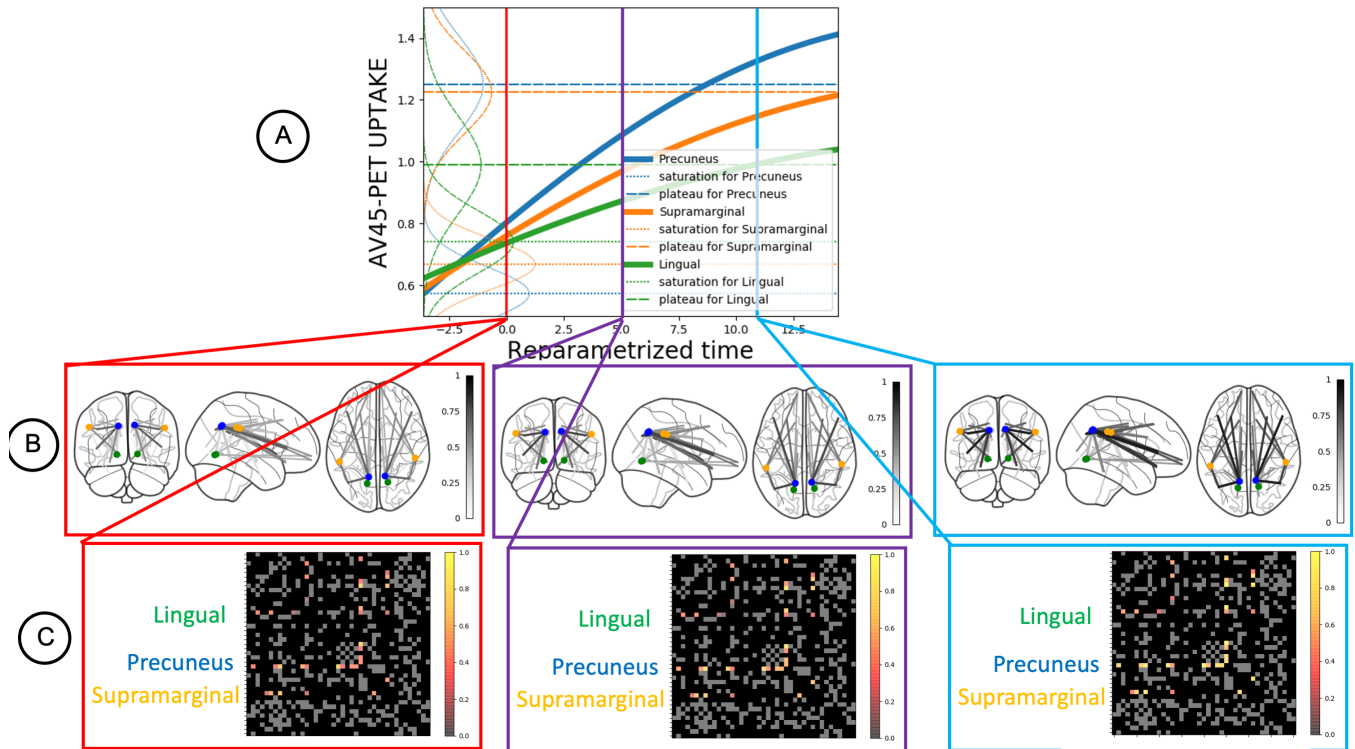 A
AV45-PET UPTAKE
1.4
1.2
1.0
0.8
0.6
Precuneus
saturation for Precuneus
plateau for Precuneus
Supramarginal
saturation for Supramarginal
plateau for Supramarginal
Lingual
saturation for Lingual
plateau for Lingual
−2.5 0.0 2.5 5.0 7.5 10.0 12.5
Reparametrized time
B
1
0.75
0.5
0.25
0
1
0.75
0.5
0.25
0
1
0.75
0.5
0.25
0
C
Lingual
Precuneus
Supramarginal
1.0
0.8
0.6
0.4
0.2
0.0
Lingual
Precuneus
Supramarginal
1.0
0.8
0.6
0.4
0.2
0.0
Lingual
Precuneus
Supramarginal
1.0
0.8
0.6
0.4
0.2
0.0